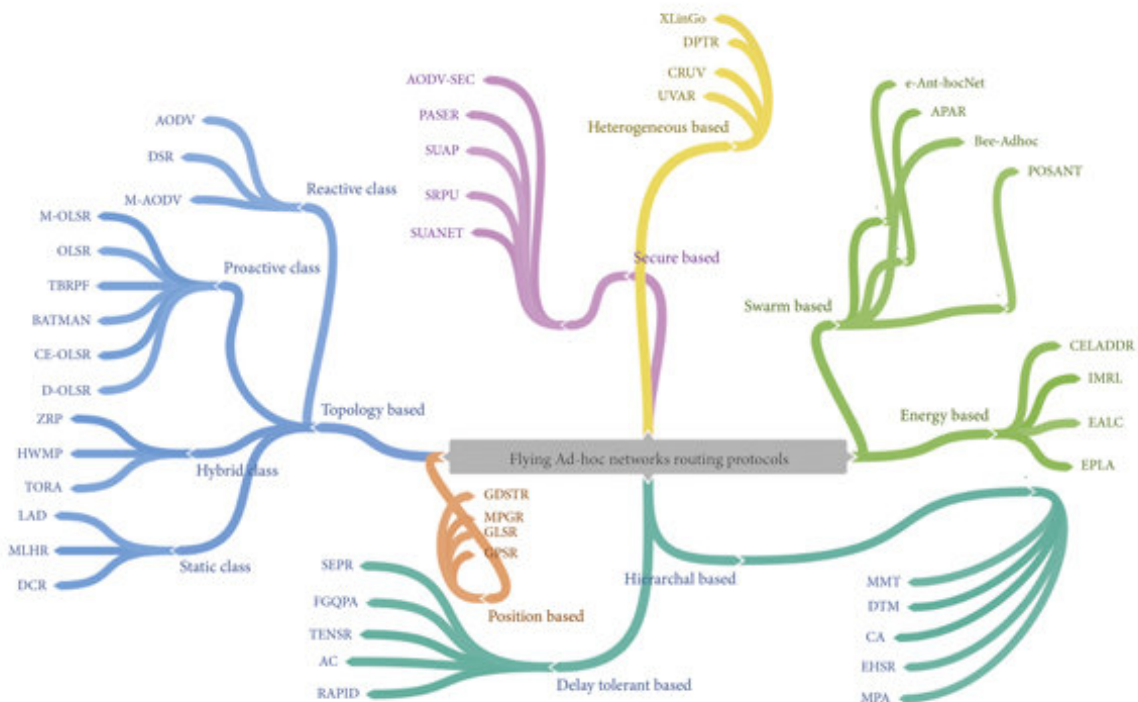 XLinGo
DPTR
CRUV
UVAR
Heterogeneous based
AODV-SEC
PASER
SUAP
SRPU
SUANET
Secure based
e-Ant-hocNet
APAR
Bee-Adhoc
POSANT
Swarm based
AODV
DSR
M-AODV
Reactive class
M-OLSR
OLSR
TBRPF
BATMAN
CE-OLSR
D-OLSR
Proactive class
ZRP
HWMP
TORA
Hybrid class
LAD
MLHR
DCR
Static class
Topology based
Flying Ad-hoc networks routing protocols
CELADDR
IMRL
EALC
EPLA
Energy based
GDSTR
MPGR
GLSR
GPSR
Position based
SEPR
FGQPA
TENSR
AC
RAPID
Delay tolerant based
Hierarchal based
MMT
DTM
CA
EHSR
MPA